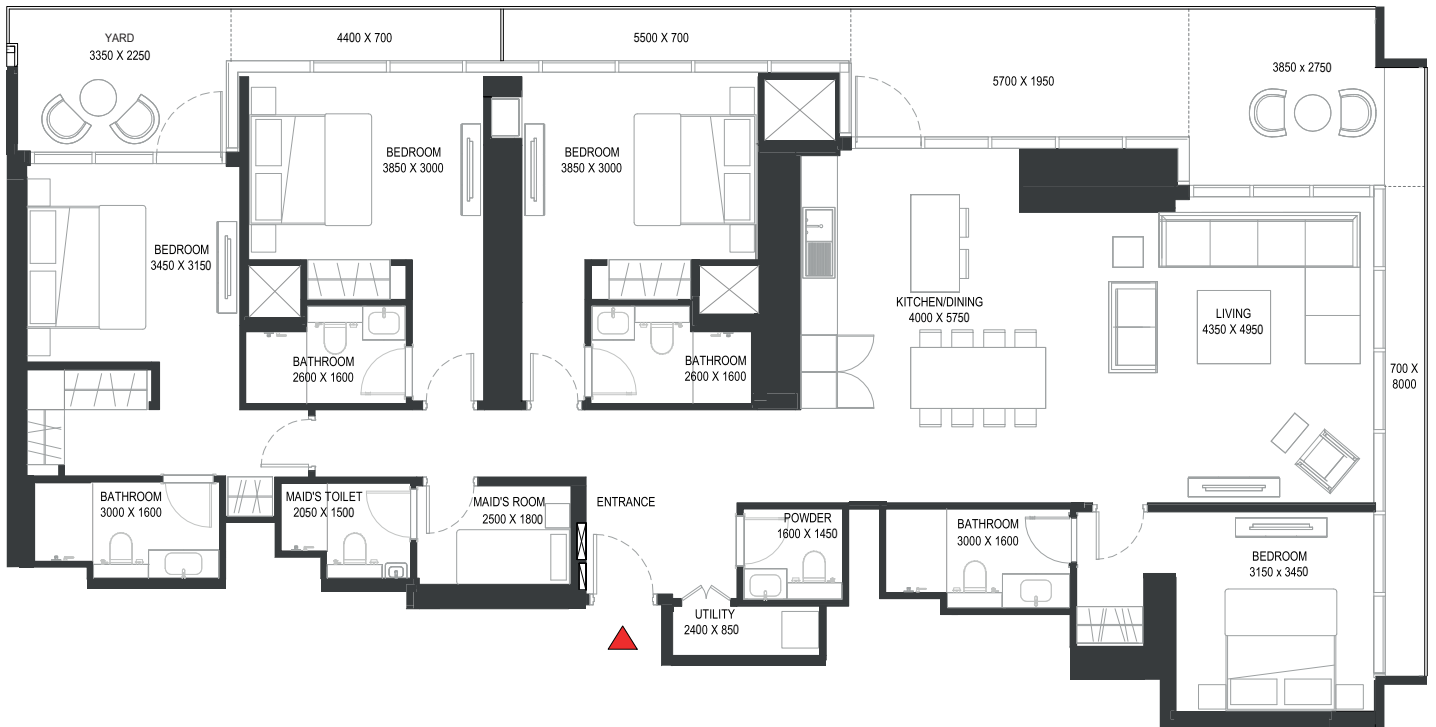 YARD
3350 X 2250
4400 X 700
5500 X 700
5700 X 1950
3850 x 2750
BEDROOM
3850 X 3000
BEDROOM
3850 X 3000
BEDROOM
3450 X 3150
KITCHEN/DINING
4000 X 5750
LIVING
4350 X 4950
BATHROOM
2600 X 1600
BATHROOM
2600 X 1600
700 X
8000
BATHROOM
3000 X 1600
MAID'S TOILET
2050 X 1500
MAID'S ROOM
2500 X 1800
ENTRANCE
POWDER
1600 X 1450
BATHROOM
3000 X 1600
BEDROOM
3150 x 3450
UTILITY
2400 X 850